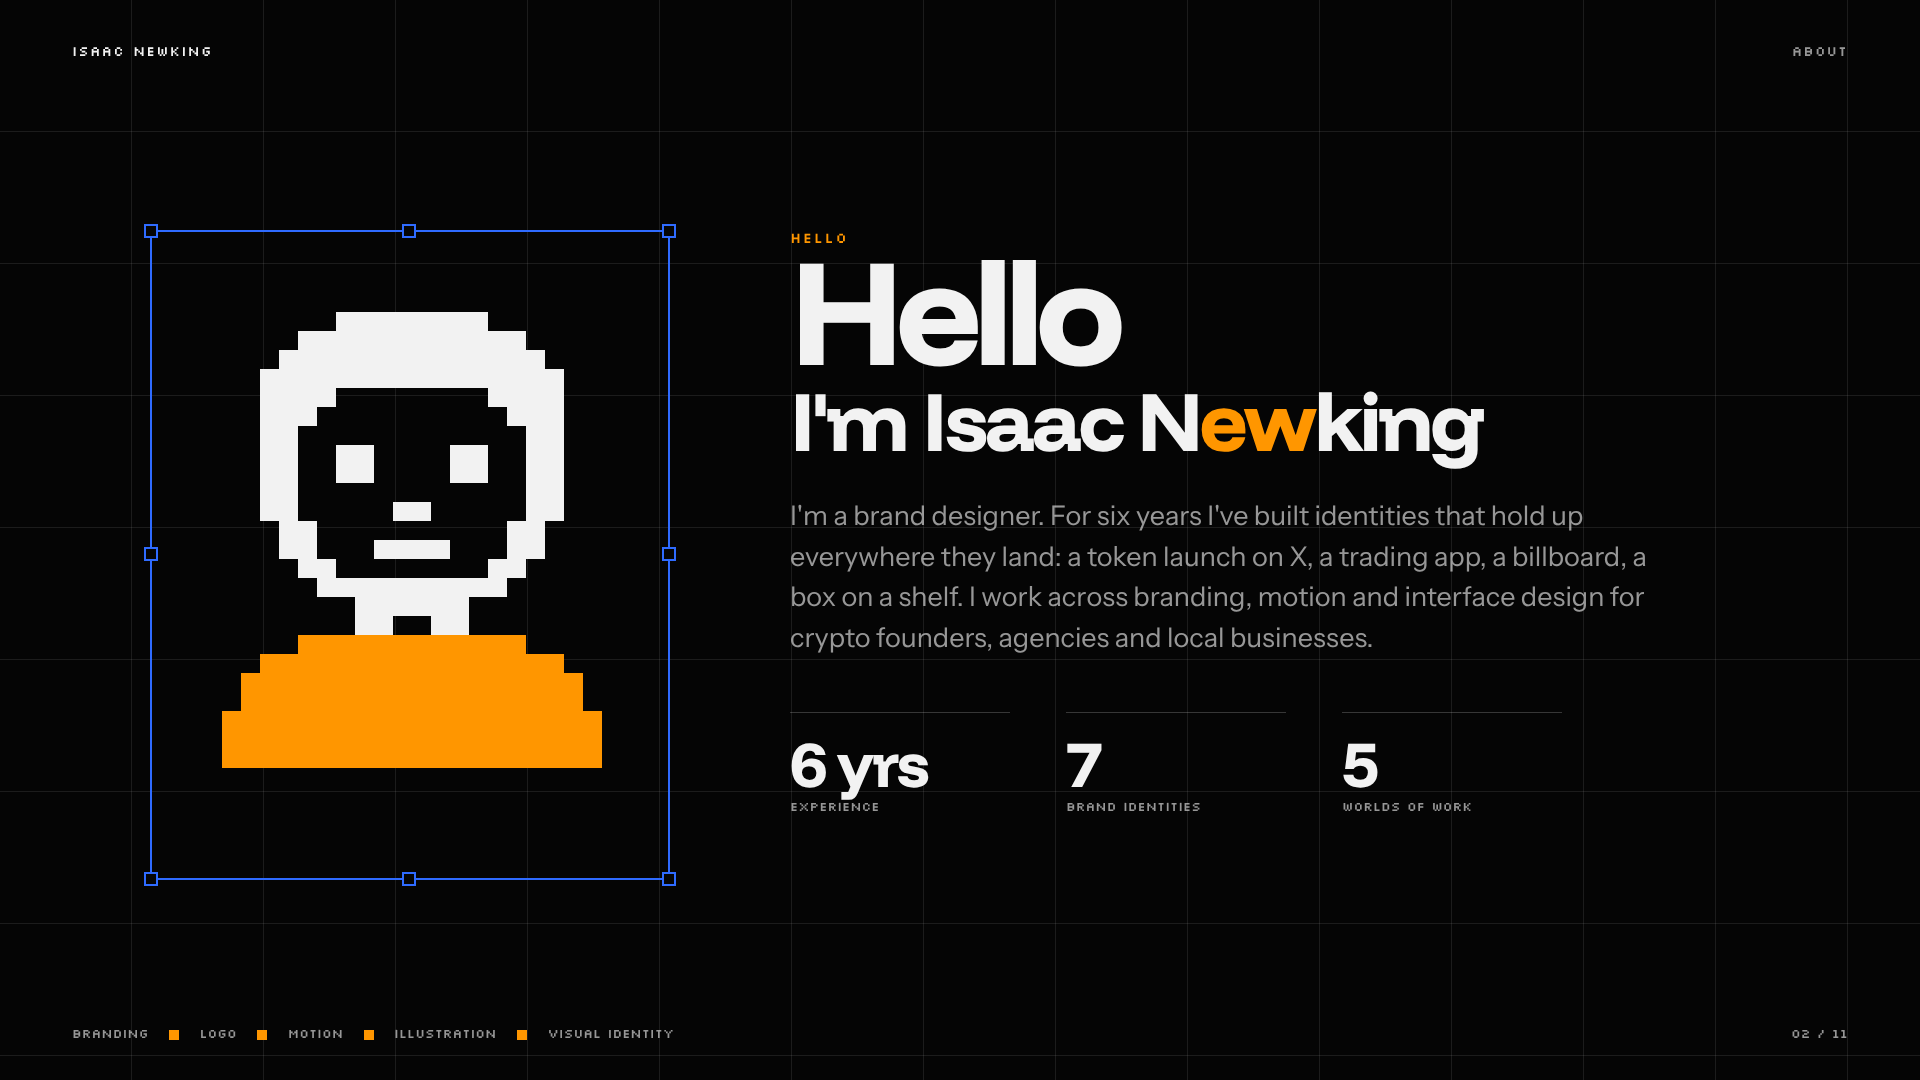 ISAAC NEWKING
ABOUT
HELLO
Hello
I'm Isaac Newking
I'm a brand designer. For six years I've built identities that hold up
everywhere they land: a token launch on X, a trading app, a billboard, a
box on a shelf. I work across branding, motion and interface design for
crypto founders, agencies and local businesses.
6 yrs
EXPERIENCE
7
BRAND IDENTITIES
5
WORLDS OF WORK
BRANDING LOGO MOTION ILLUSTRATION VISUAL IDENTITY
02 / 11